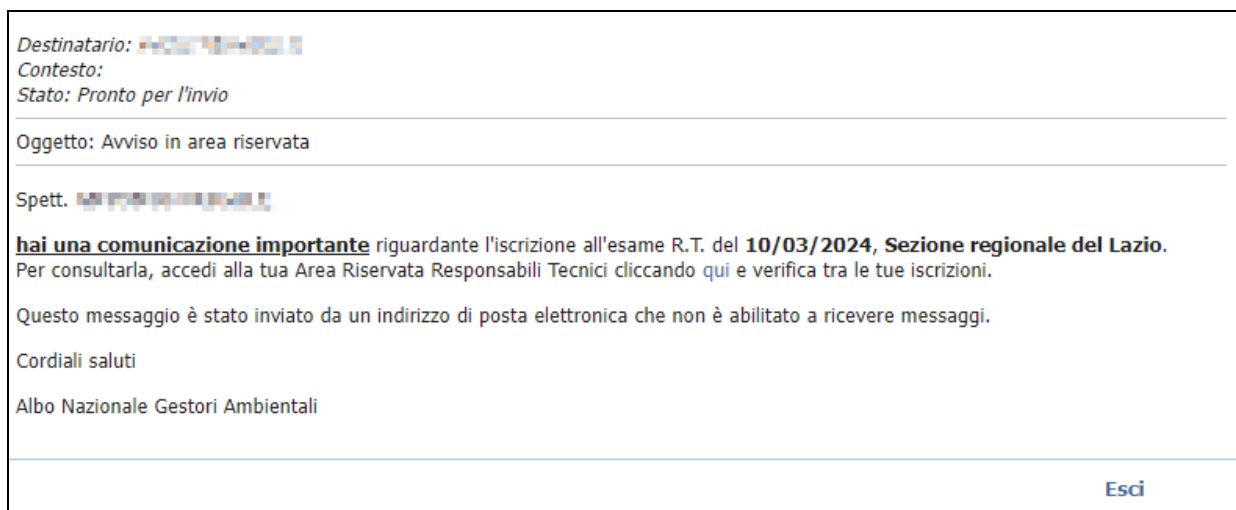 Destinatario:
Contesto:
Stato: Pronto per l'invio
Oggetto: Avviso in area riservata
Spett.
hai una comunicazione importante riguardante l'iscrizione all'esame R.T. del 10/03/2024, Sezione regionale del Lazio.
Per consultarla, accedi alla tua Area Riservata Responsabili Tecnici cliccando qui e verifica tra le tue iscrizioni.
Questo messaggio è stato inviato da un indirizzo di posta elettronica che non è abilitato a ricevere messaggi.
Cordiali saluti
Albo Nazionale Gestori Ambientali
Esci